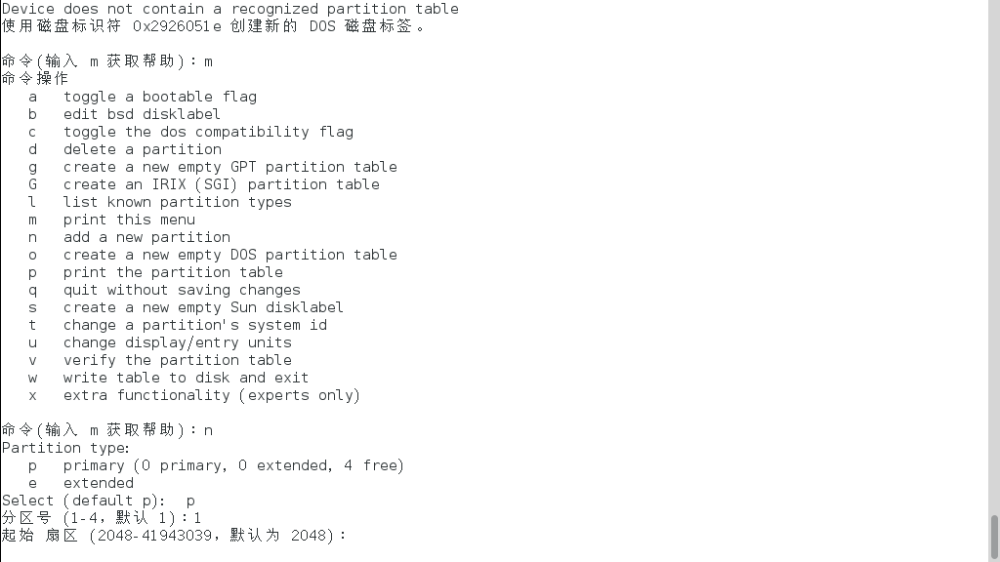 Device does not contain a recognized partition table
使用磁盘标识符 0x2926051e 创建新的 DOS 磁盘标签。
命令(输入 m 获取帮助)：m
命令操作
a   toggle a bootable flag
b   edit bsd disklabel
c   toggle the dos compatibility flag
d   delete a partition
g   create a new empty GPT partition table
G   create an IRIX (SGI) partition table
l   list known partition types
m   print this menu
n   add a new partition
o   create a new empty DOS partition table
p   print the partition table
q   quit without saving changes
s   create a new empty Sun disklabel
t   change a partition's system id
u   change display/entry units
v   verify the partition table
w   write table to disk and exit
x   extra functionality (experts only)
命令(输入 m 获取帮助)：n
Partition type:
p   primary (0 primary, 0 extended, 4 free)
e   extended
Select (default p):  p
分区号 (1-4，默认 1)：1
起始 扇区 (2048-41943039，默认为 2048)：